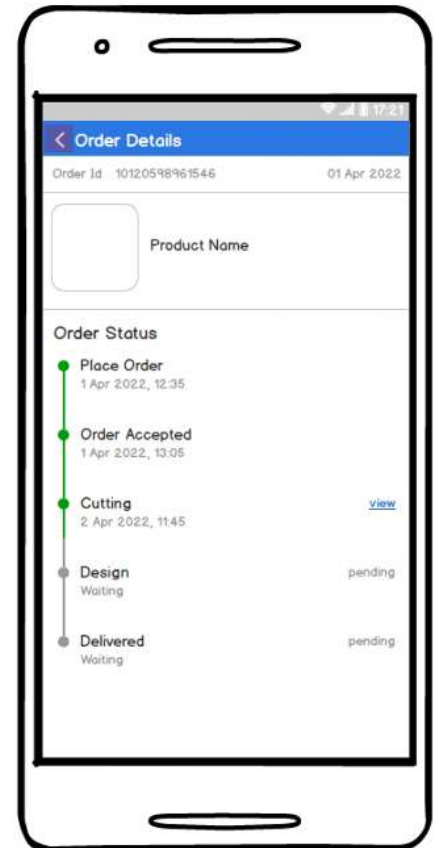 17:21
Order Details
Order Id 10120598961546 01 Apr 2022
Product Name
Order Status
Place Order
1 Apr 2022, 12:35
Order Accepted
1 Apr 2022, 13:05
Cutting view
2 Apr 2022, 11:45
Design pending
Waiting
Delivered pending
Waiting